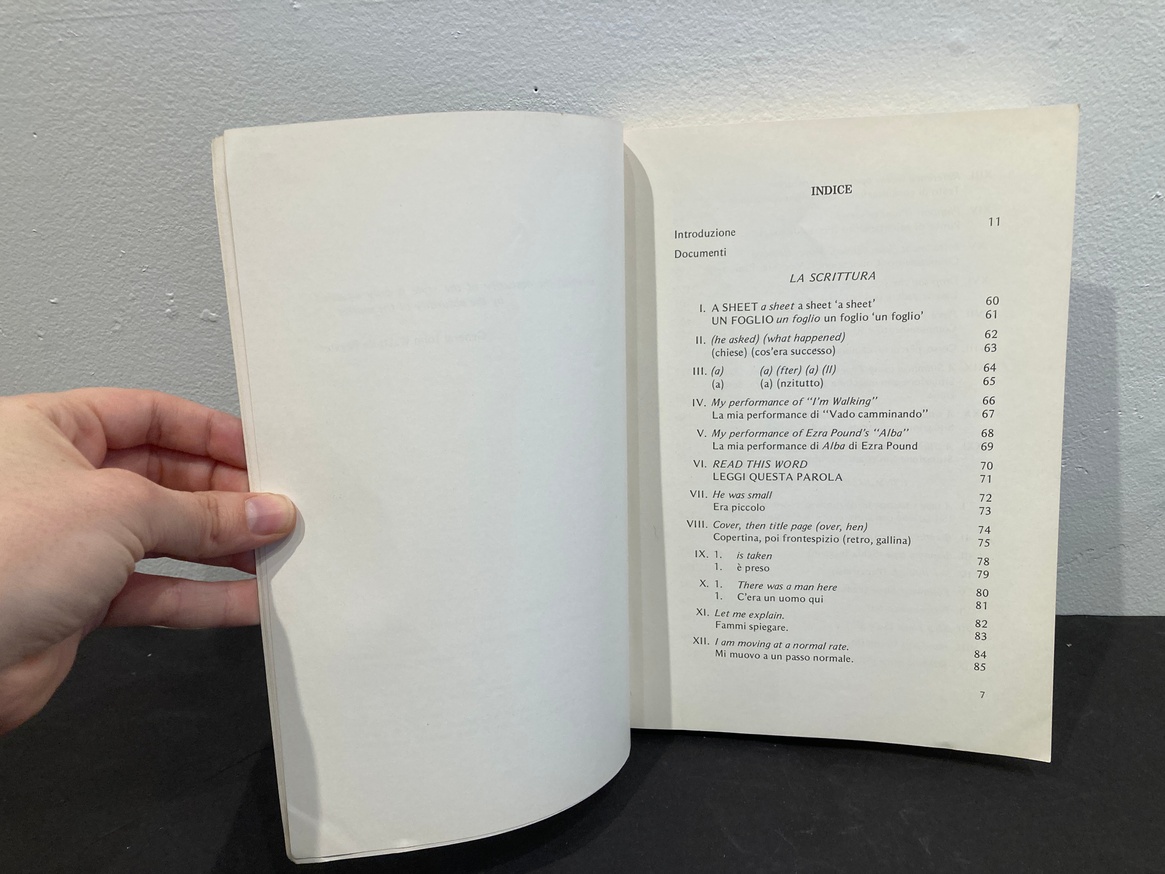 INDICE
Introduzione 11
Documenti
LA SCRITTURA
I. A SHEET a sheet a sheet ‘a sheet’ 60
UN FOGLIO un foglio un foglio ‘un foglio’ 61
II. (he asked) (what happened) 62
(chiese) (cos'era successo) 63
III. (a) (a) (fter) (a) (II) 64
(a) (a) (nzitutto) 65
IV. My performance of “I'm Walking” 66
La mia performance di “Vado camminando” 67
V. My performance of Ezra Pound's “Alba” 68
La mia performance di Alba di Ezra Pound 69
VI. READ THIS WORD 70
LEGGI QUESTA PAROLA 71
VII. He was small 72
Era piccolo 73
VIII. Cover, then title page (over, hen) 74
Copertina, poi frontespizio (retro, gallina) 75
IX. 1. is taken 78
1. è preso 79
X. 1. There was a man here 80
1. C'era un uomo qui 81
XI. Let me explain. 82
Fammi spiegare. 83
XII. I am moving at a normal rate. 84
Mi muovo a un passo normale. 85
7